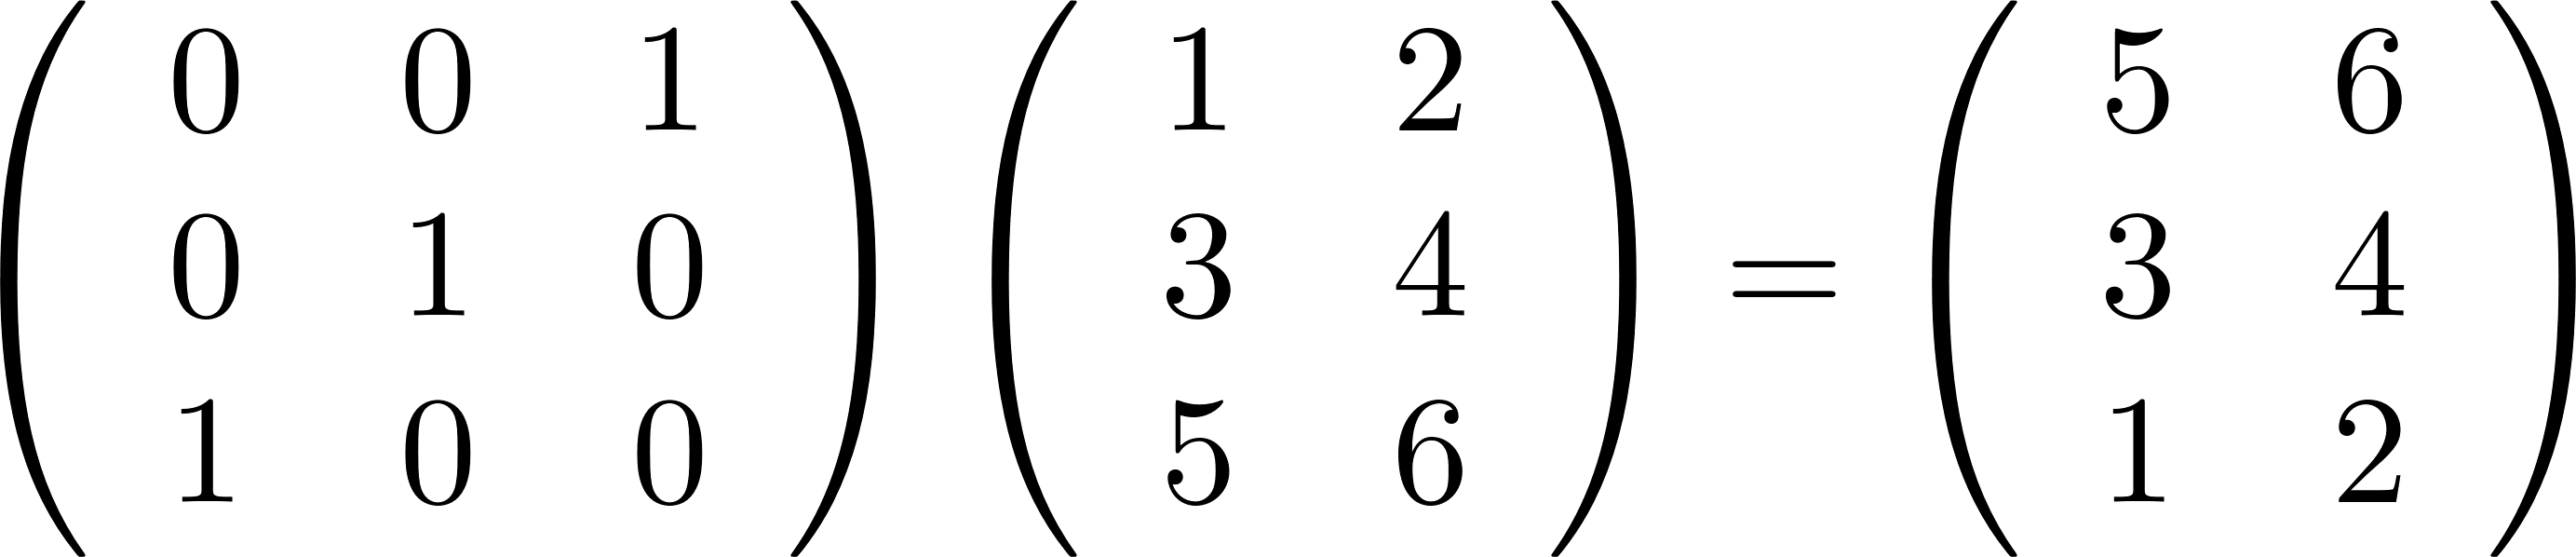 ( 0 0 1 ) ( 1 2 ) = ( 5 6 )
( 0 1 0 ) ( 3 4 ) = ( 3 4 )
( 1 0 0 ) ( 5 6 ) = ( 1 2 )